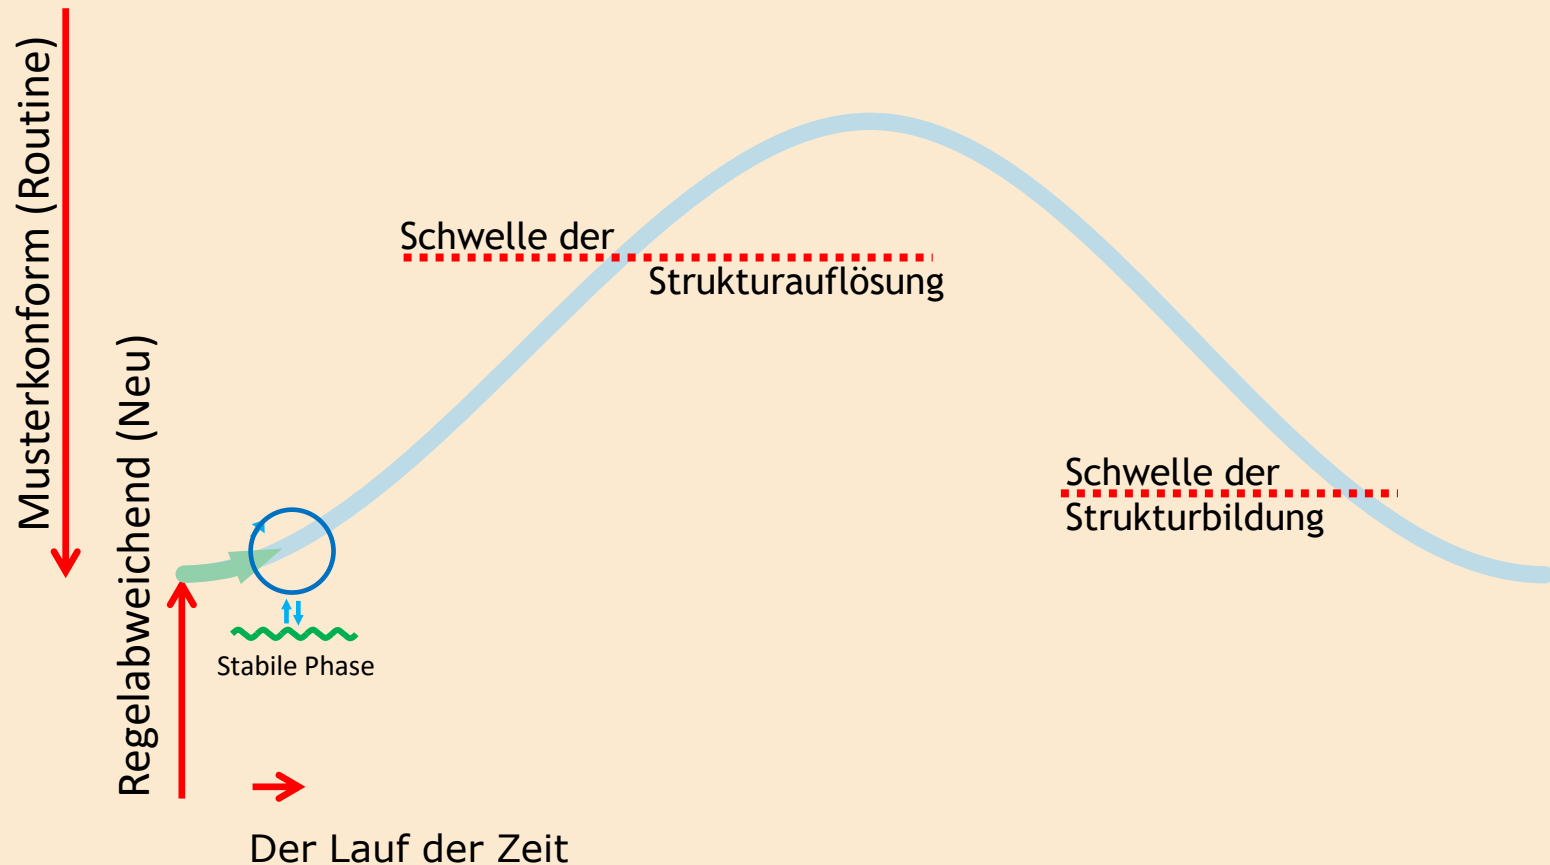 Musterkonform (Routine)
Regelabweichend (Neu)
Schwelle der
Strukturauflösung
Schwelle der
Strukturbildung
Stabile Phase
Der Lauf der Zeit